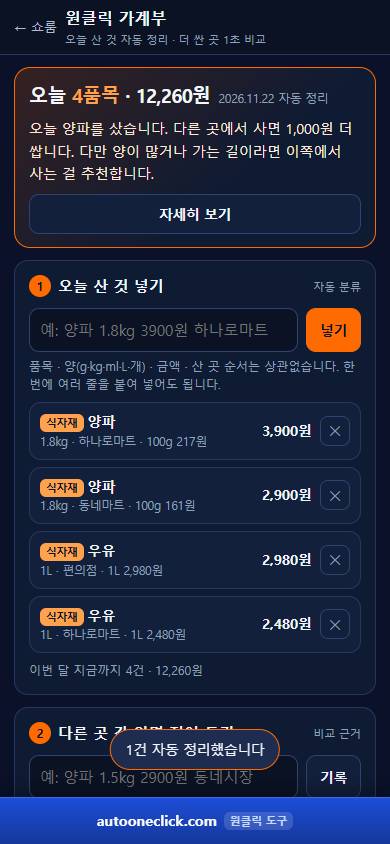 ← 쇼룸
원클릭 가계부
오늘 산 것 자동 정리 · 더 싼 곳 1초 비교
오늘 4품목 · 12,260원 2026.11.22 자동 정리
오늘 양파를 샀습니다. 다른 곳에서 사면 1,000원 더
쌉니다. 다만 양이 많거나 가는 길이라면 이쪽에서
사는 걸 추천합니다.
자세히 보기
1 오늘 산 것 넣기 자동 분류
예: 양파 1.8kg 3900원 하나로마트 넣기
품목 · 양(g·kg·ml·L·개) · 금액 · 산 곳 순서는 상관없습니다. 한
번에 여러 줄을 붙여 넣어도 됩니다.
식자재 양파
1.8kg · 하나로마트 · 100g 217원
3,900원 ×
식자재 양파
1.8kg · 동네마트 · 100g 161원
2,900원 ×
식자재 우유
1L · 편의점 · 1L 2,980원
2,980원 ×
식자재 우유
1L · 하나로마트 · 1L 2,480원
2,480원 ×
이번 달 지금까지 4건 · 12,260원
2 다른 곳 비교 근거
1건 자동 정리했습니다
예: 양파 1.5kg 2900원 동네시장 기록
autooneclick.com 원클릭 도구